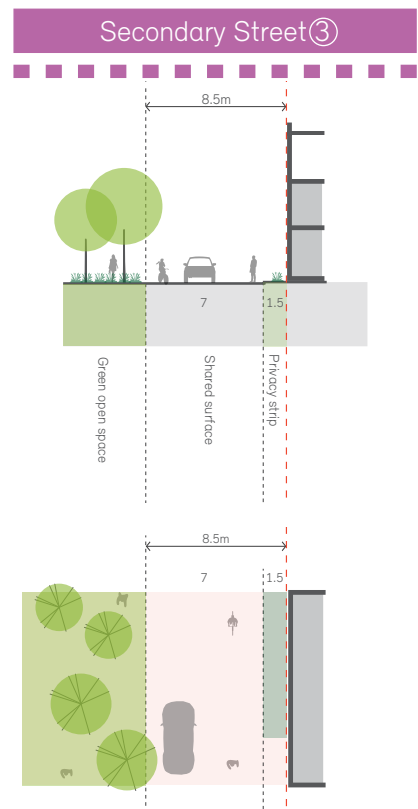 Secondary Street③
8.5m
7
1.5
Green open space
Shared surface
Privacy strip
8.5m
7
1.5